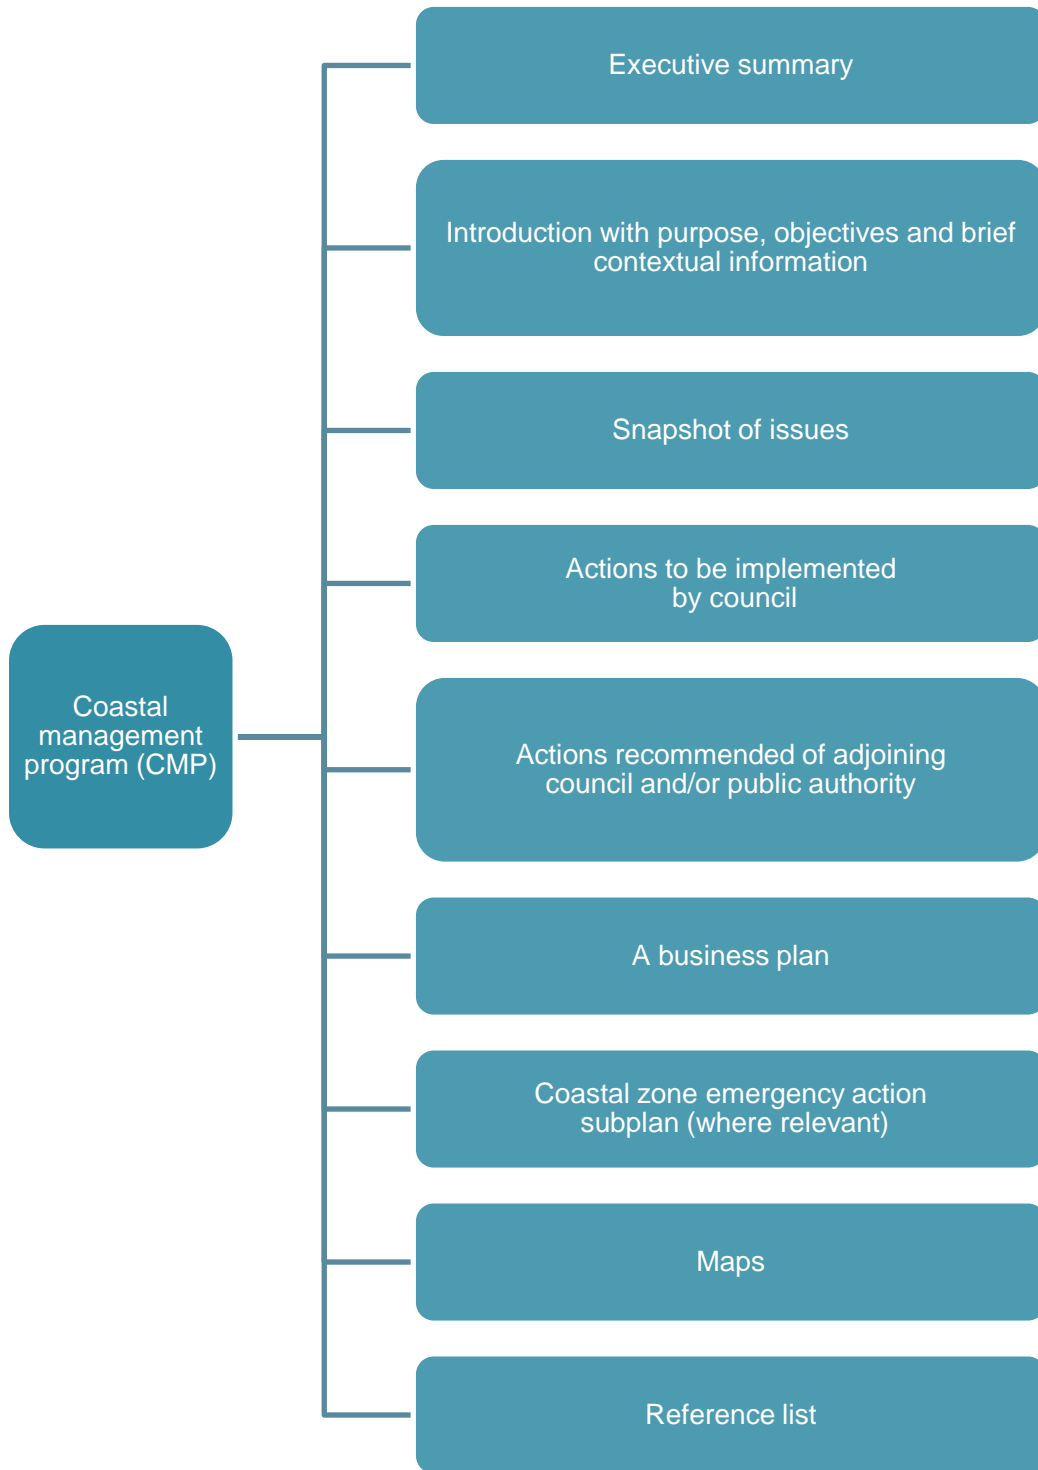 Executive summary
Introduction with purpose, objectives and brief
contextual information
Snapshot of issues
Actions to be implemented
by council
Coastal
management
program (CMP)
Actions recommended of adjoining
council and/or public authority
A business plan
Coastal zone emergency action
subplan (where relevant)
Maps
Reference list